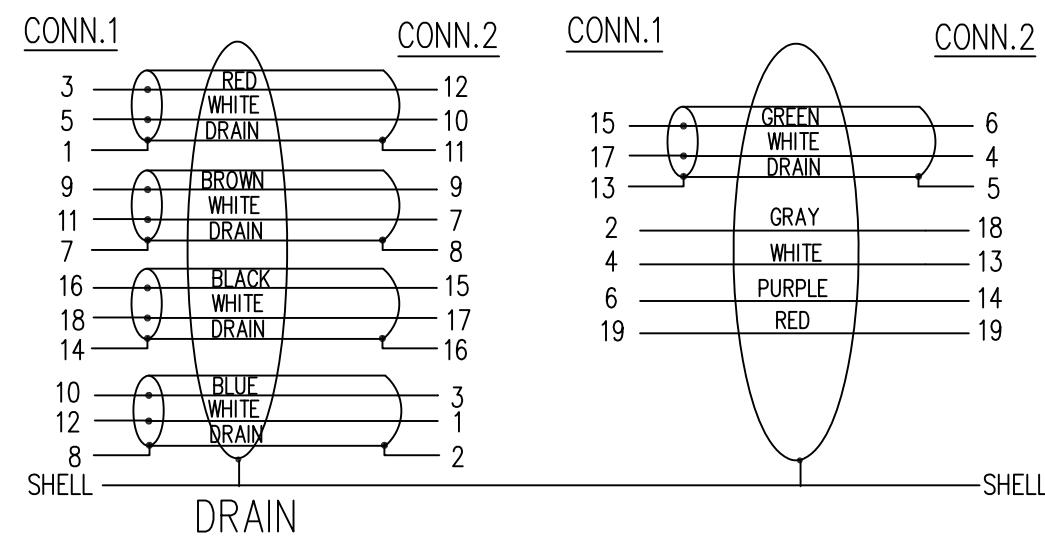 CONN.1 CONN.2
3 RED 12
5 WHITE 10
1 DRAIN 11
9 BROWN 9
11 WHITE 7
7 DRAIN 8
16 BLACK 15
18 WHITE 17
14 DRAIN 16
10 BLUE 3
12 WHITE 1
8 DRAIN 2
CONN.1 CONN.2
15 GREEN 6
17 WHITE 4
13 DRAIN 5
2 GRAY 18
4 WHITE 13
6 PURPLE 14
19 RED 19
SHELL SHELL
DRAIN